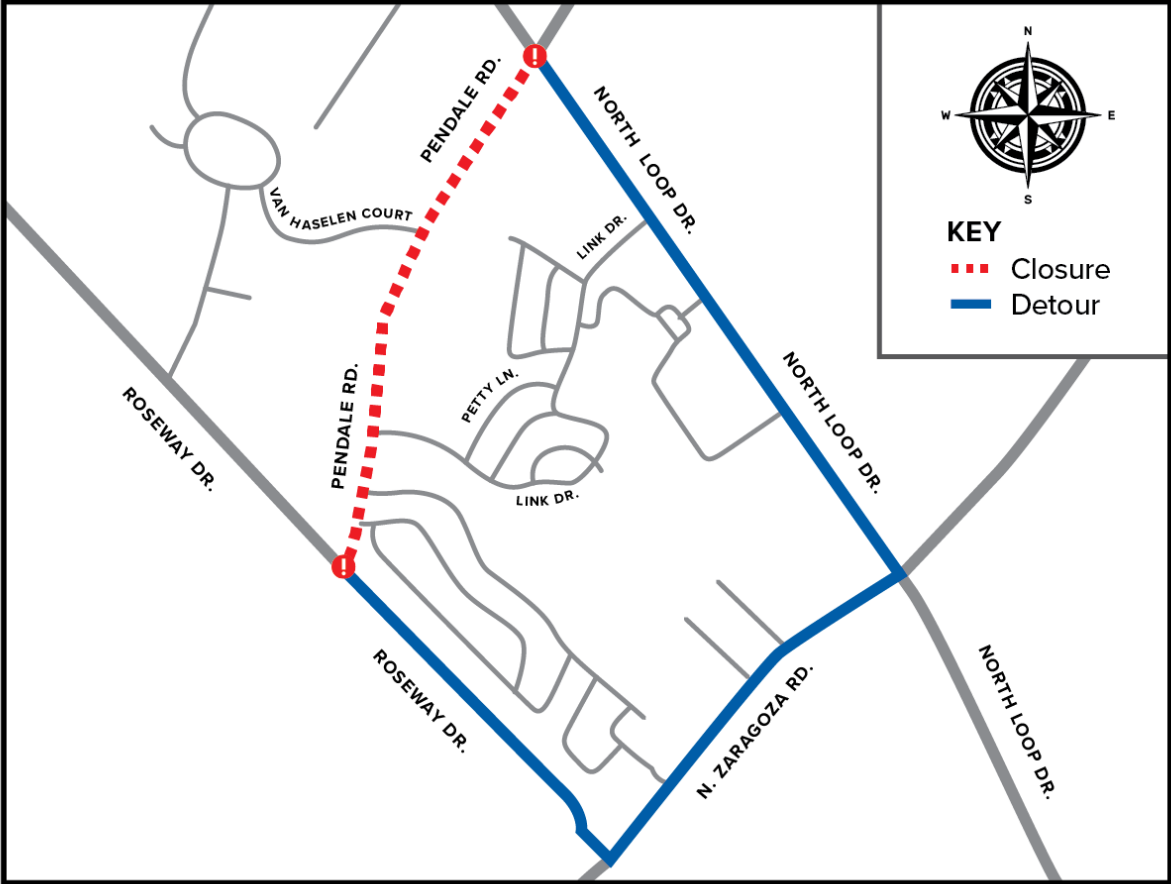 PENDALE RD.
NORTH LOOP DR.
N
W
E
S
KEY
Closure
Detour
VAN HASELEN COURT
LINK DR.
PENDALE RD.
PETTY LN.
NORTH LOOP DR.
ROSEWAY DR.
LINK DR.
ROSEWAY DR.
N. ZARAGOZA RD.
NORTH LOOP DR.
!
!